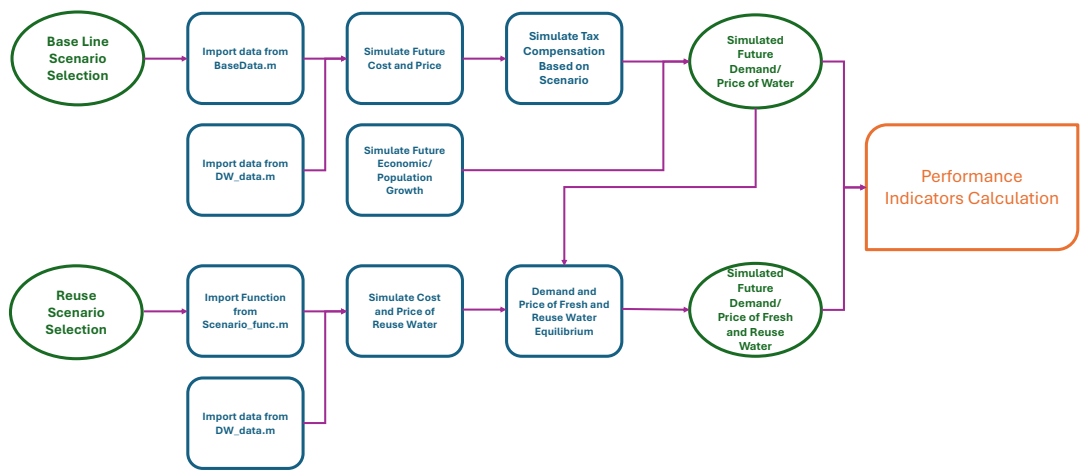 Base Line
Scenario
Selection
Import data from
BaseData.m
Simulate Future
Cost and Price
Simulate Tax
Compensation
Based on
Scenario
Simulated
Future
Demand/
Price of Water
Import data from
DW_data.m
Simulate Future
Economic/
Population
Growth
Performance
Indicators Calculation
Reuse
Scenario
Selection
Import Function
from
Scenario_func.m
Simulate Cost
and Price of
Reuse Water
Demand and
Price of Fresh and
Reuse Water
Equilibrium
Simulated
Future
Demand/
Price of Fresh
and Reuse
Water
Import data from
DW_data.m